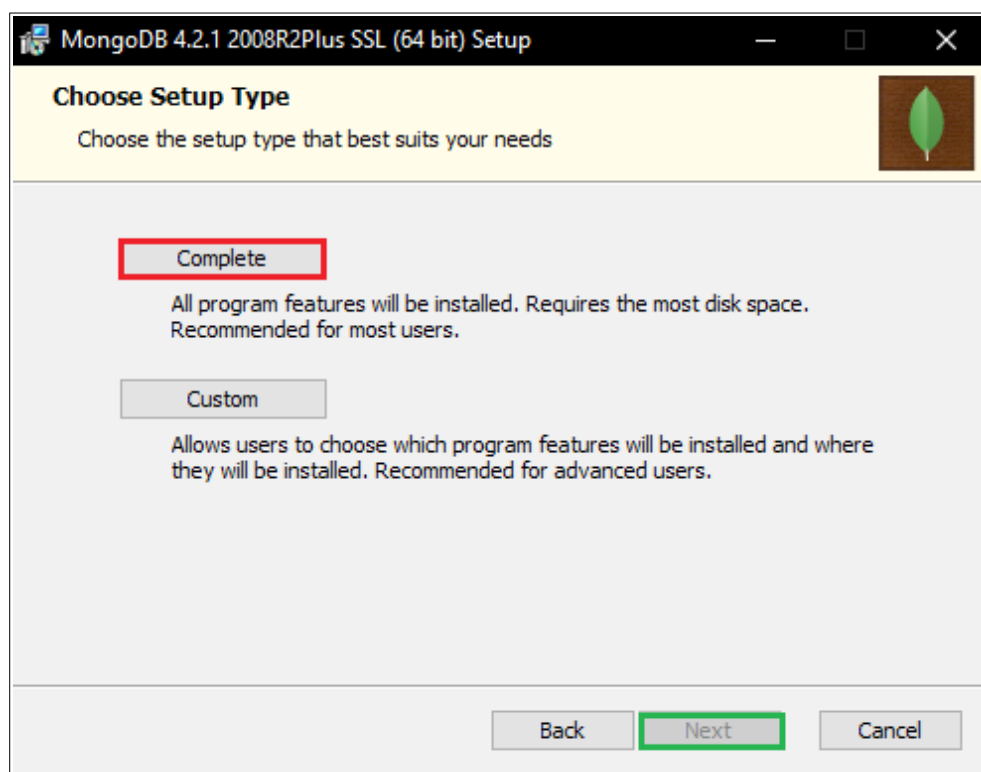 MongoDB 4.2.1 2008R2Plus SSL (64 bit) Setup
Choose Setup Type
Choose the setup type that best suits your needs
Complete
All program features will be installed. Requires the most disk space.
Recommended for most users.
Custom
Allows users to choose which program features will be installed and where
they will be installed. Recommended for advanced users.
Back Next Cancel